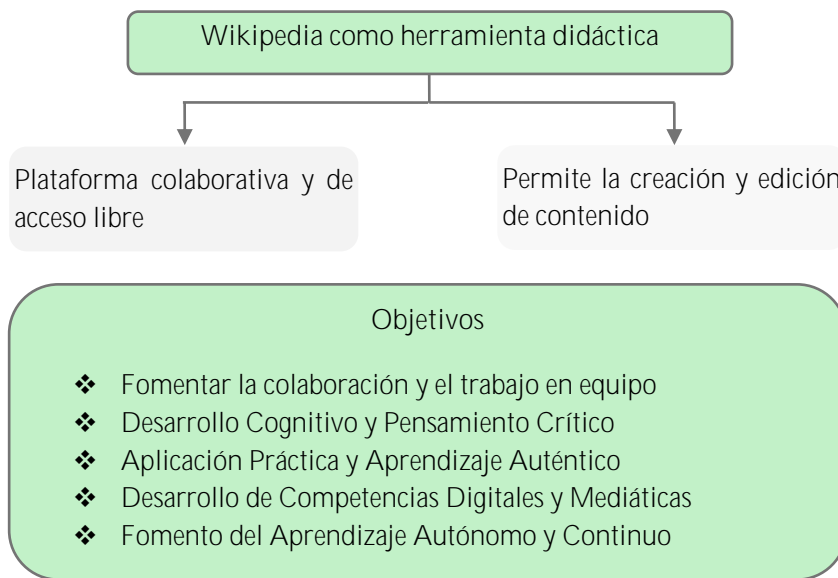 Wikipedia como herramienta didáctica
Plataforma colaborativa y de
acceso libre
Permite la creación y edición
de contenido
Objetivos
❖ Fomentar la colaboración y el trabajo en equipo
❖ Desarrollo Cognitivo y Pensamiento Crítico
❖ Aplicación Práctica y Aprendizaje Auténtico
❖ Desarrollo de Competencias Digitales y Mediáticas
❖ Fomento del Aprendizaje Autónomo y Continuo